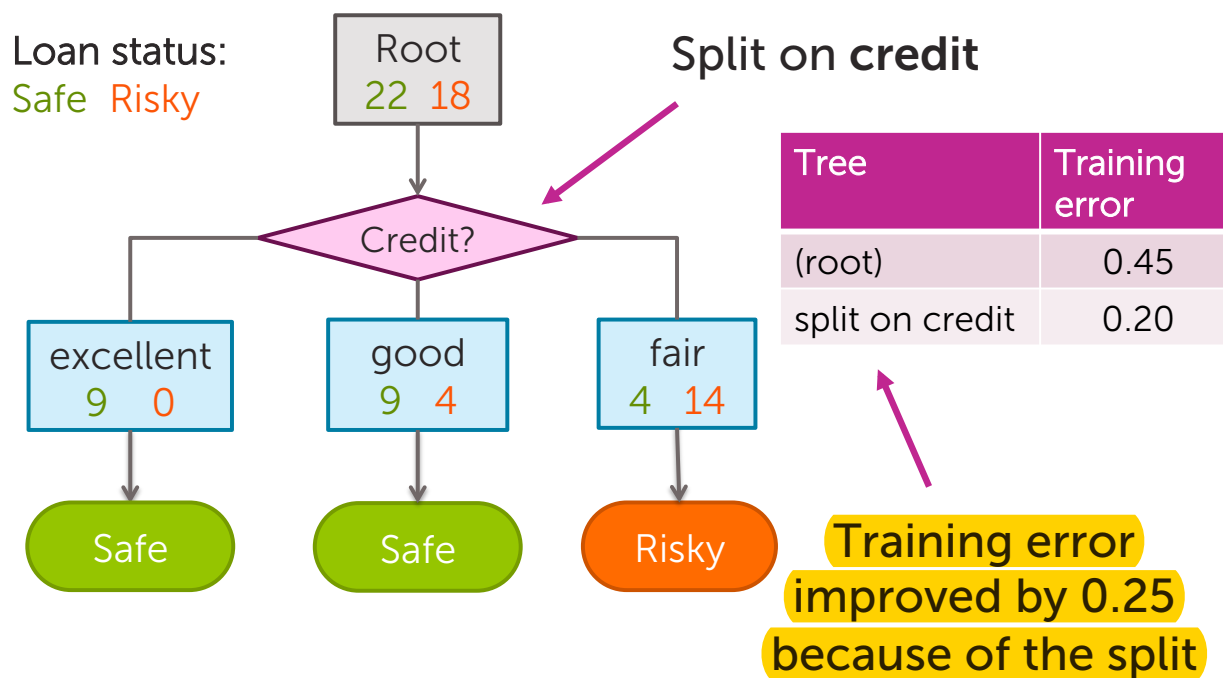 Loan status:
Safe Risky
Root
22 18
Split on credit
Credit?
Tree Training error
(root) 0.45
split on credit 0.20
excellent
9 0
good
9 4
fair
4 14
Safe
Safe
Risky
Training error
improved by 0.25
because of the split